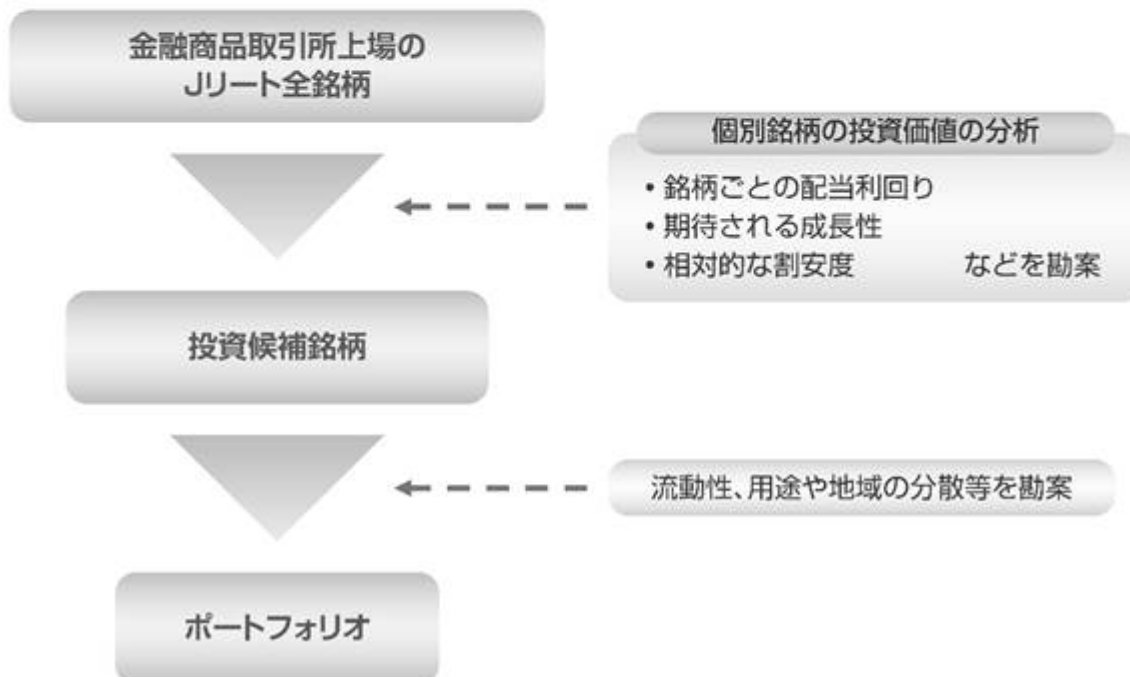 金融商品取引所上場の
Jリート全銘柄
個別銘柄の投資価値の分析
・銘柄ごとの配当利回り
・期待される成長性
・相対的な割安度　　　などを勘案
投資候補銘柄
流動性、用途や地域の分散等を勘案
ポートフォリオ